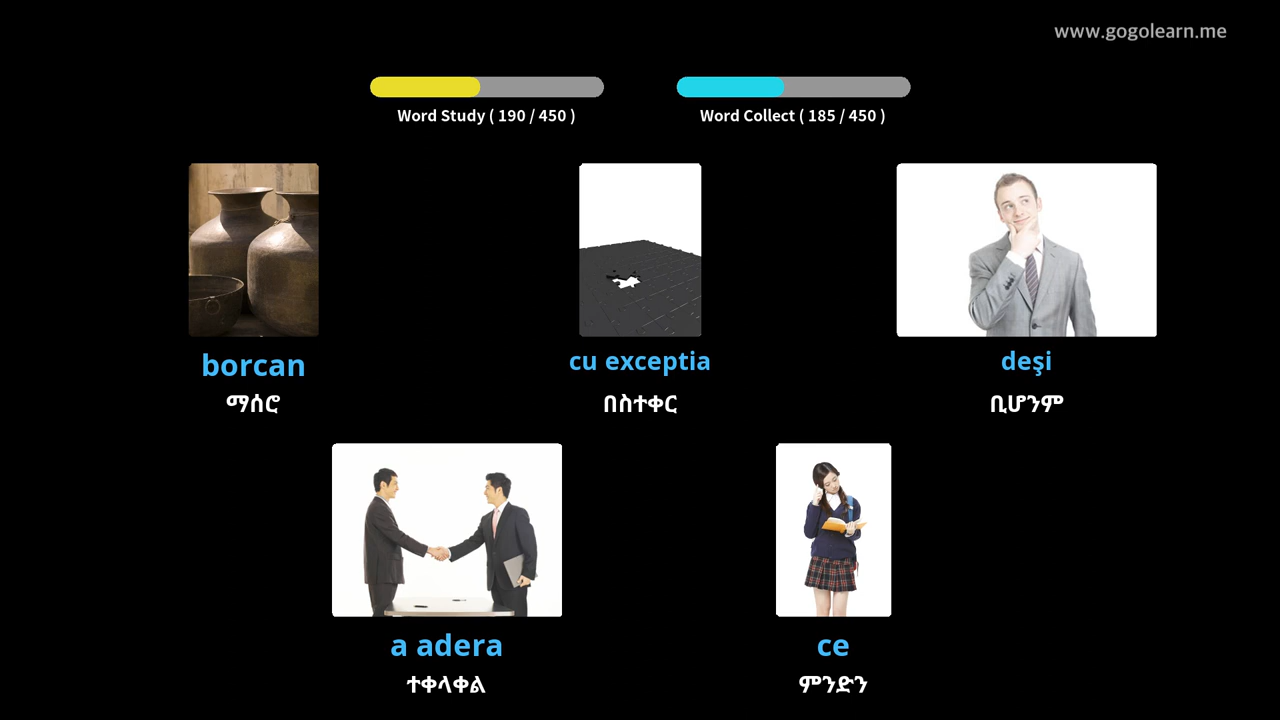 www.gogolearn.me
Word Study ( 190 / 450 )
Word Collect ( 185 / 450 )
borcan
ማሰሮ
cu exceptia
በስተቀር
deşi
ቢሆንም
a adera
ተቀላቀል
ce
ምንድን